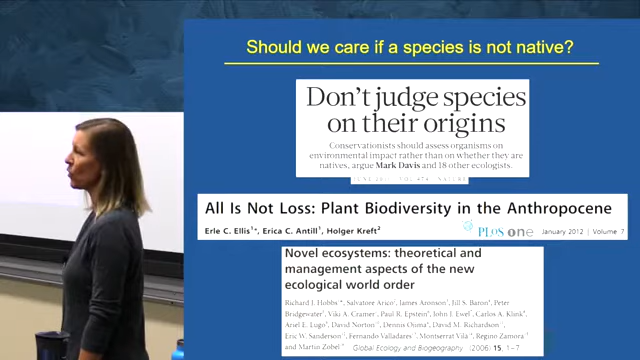 Should we care if a species is not native?
Don't judge species
on their origins
Conservationists should assess organisms on
environmental impact rather than on whether they are
natives, argue Mark Davis and 18 other ecologists.
All Is Not Loss: Plant Biodiversity in the Anthropocene
Erle C. Ellis¹*, Erica C. Antill¹, Holger Kreft²
PLoS one
January 2012 | Volume 7
Novel ecosystems: theoretical and
management aspects of the new
ecological world order
Richard J. Hobbs *, Salvatore Arico, James Aronson, Jill S. Baron, Peter
Bridgewater, Viki A. Cramer, Paul R. Epstein, John J. Ewel, Carlos A. Klink,
Ariel E. Lugo, David Norton, Dennis Ojima, David M. Richardson,
Eric W. Sanderson, Fernando Valladares, Montserrat Vilà, Regino Zamora
and Martin Zobel
Global Ecology and Biogeography
(2006) 15, 1–7